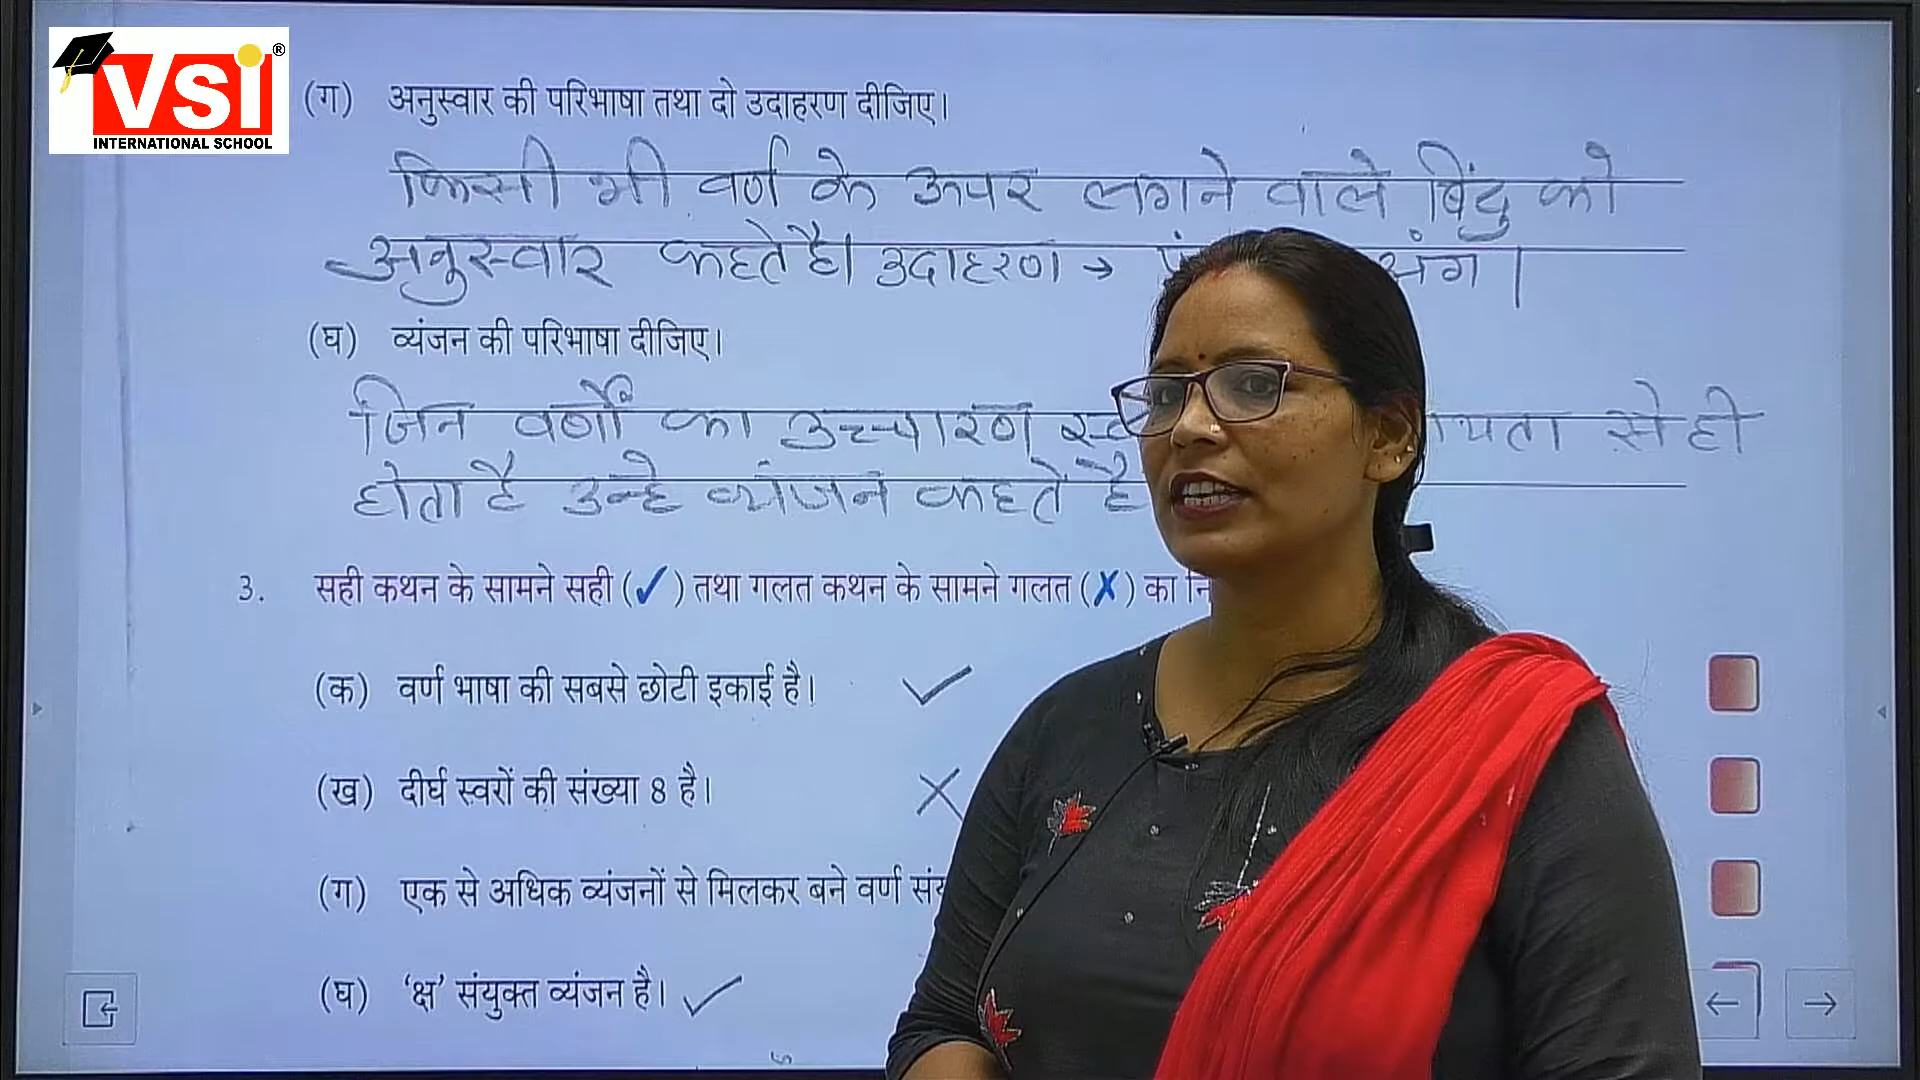 VSI ®
INTERNATIONAL SCHOOL
(ग) अनुस्वार की परिभाषा तथा दो उदाहरण दीजिए।
किसी भी वर्ण के ऊपर लगने वाले बिंदु को
अनुस्वार कहते है। उदाहरण →
(घ) व्यंजन की परिभाषा दीजिए।
जिन वर्णों का उच्चारण से ही
होता है उन्हे व्यंजन कहते है
3. सही कथन के सामने सही (✓) तथा गलत कथन के सामने गलत (✗) का
(क) वर्ण भाषा की सबसे छोटी इकाई है। ✓
(ख) दीर्घ स्वरों की संख्या 8 है। ✗
(ग) एक से अधिक व्यंजनों से मिलकर बने वर्ण
(घ) 'क्ष' संयुक्त व्यंजन है। ✓